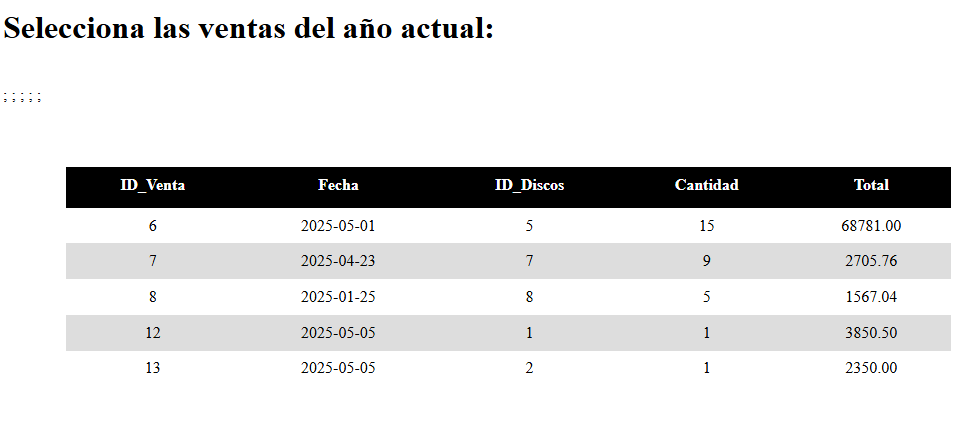 Selecciona las ventas del año actual:
; ; ; ; ;
ID_Venta Fecha ID_Discos Cantidad Total
6 2025-05-01 5 15 68781.00
7 2025-04-23 7 9 2705.76
8 2025-01-25 8 5 1567.04
12 2025-05-05 1 1 3850.50
13 2025-05-05 2 1 2350.00